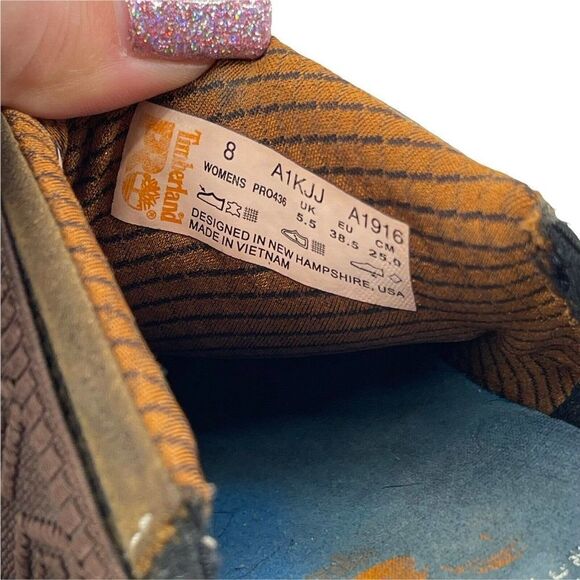 Timberland
8 A1KJJ A1916
WOMENS PRO436 UK EU CM
5.5 38.5 25.0
DESIGNED IN NEW HAMPSHIRE, USA
MADE IN VIETNAM